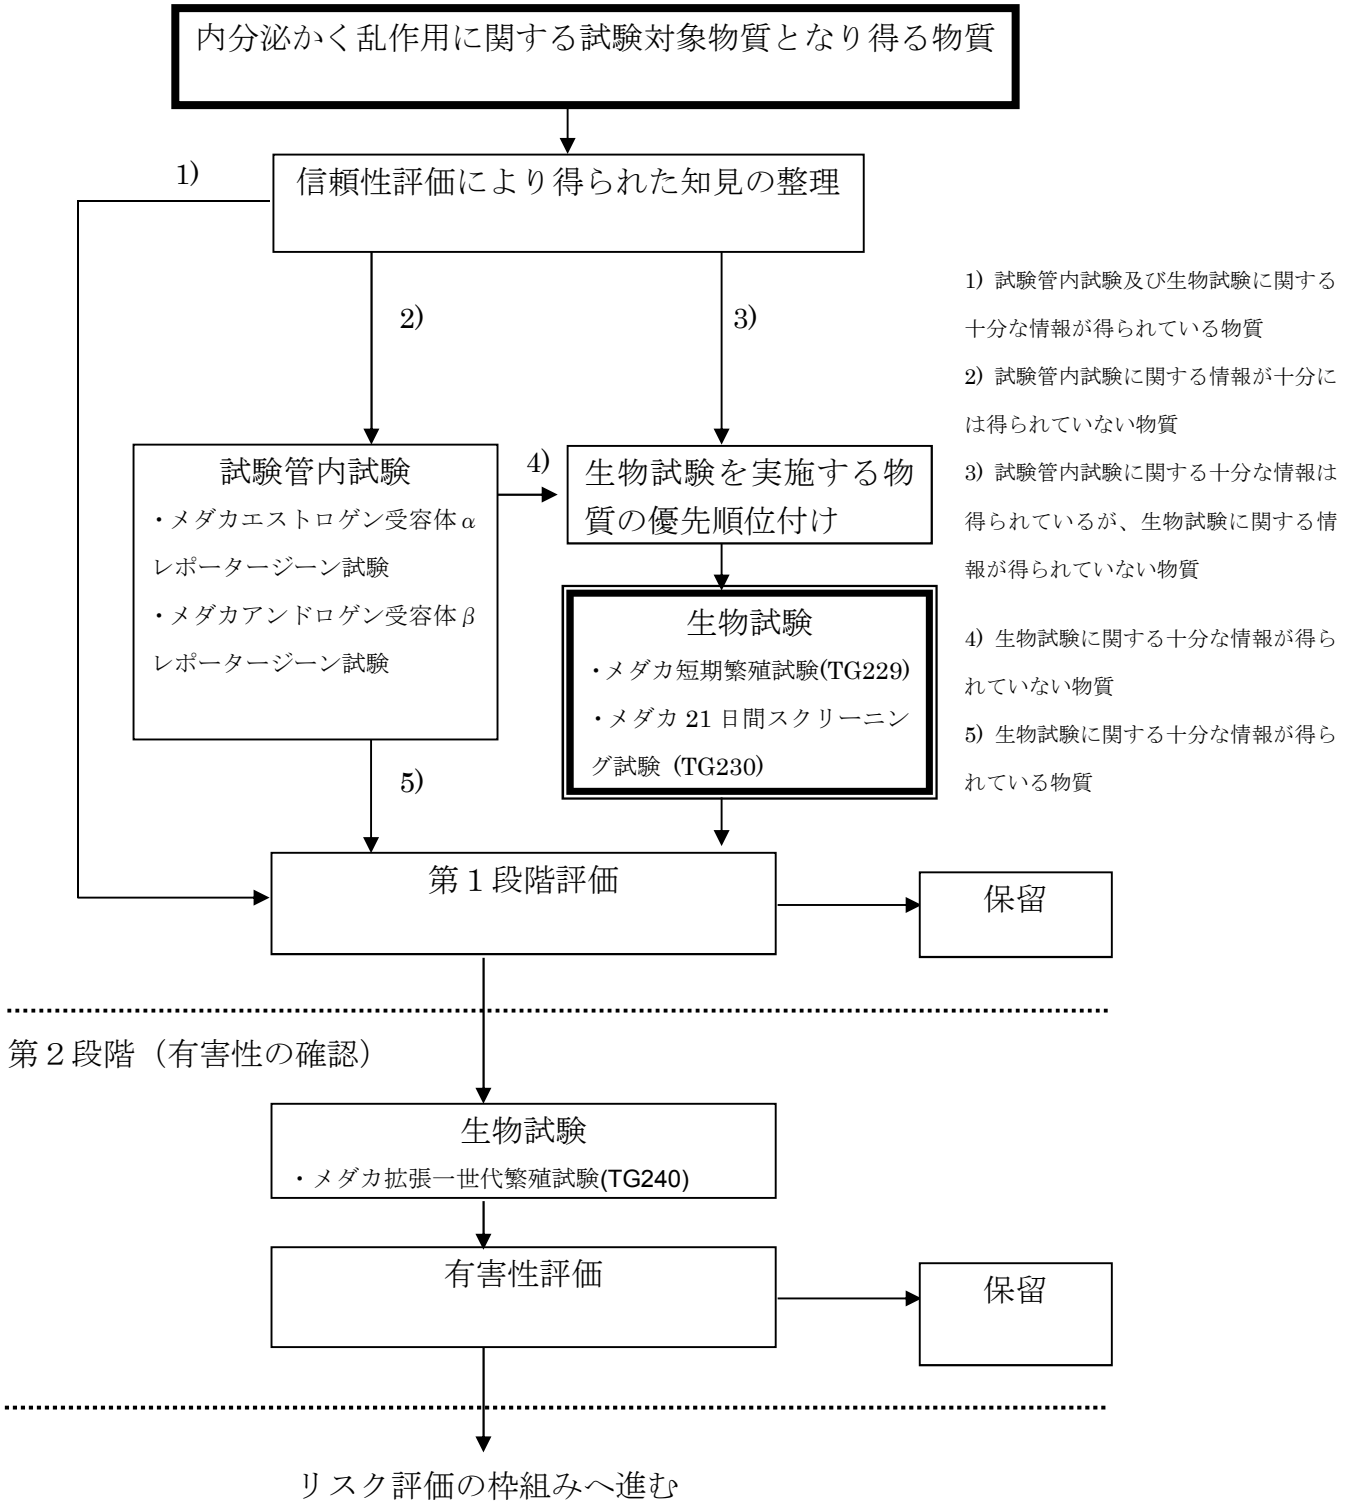 内分泌かく乱作用に関する試験対象物質となり得る物質
1)
信頼性評価により得られた知見の整理
2)
3)
1) 試験管内試験及び生物試験に関する
十分な情報が得られている物質
2) 試験管内試験に関する情報が十分に
は得られていない物質
3) 試験管内試験に関する十分な情報は
得られているが、生物試験に関する情
報が得られていない物質
4) 生物試験に関する十分な情報が得ら
れていない物質
5) 生物試験に関する十分な情報が得ら
れている物質
試験管内試験
・メダカエストロゲン受容体α
レポータージーン試験
・メダカアンドロゲン受容体β
レポータージーン試験
4)
生物試験を実施する物
質の優先順位付け
生物試験
・メダカ短期繁殖試験(TG229)
・メダカ 21 日間スクリーニン
グ試験 (TG230)
5)
第１段階評価
保留
第２段階（有害性の確認）
生物試験
・メダカ拡張一世代繁殖試験(TG240)
有害性評価
保留
リスク評価の枠組みへ進む